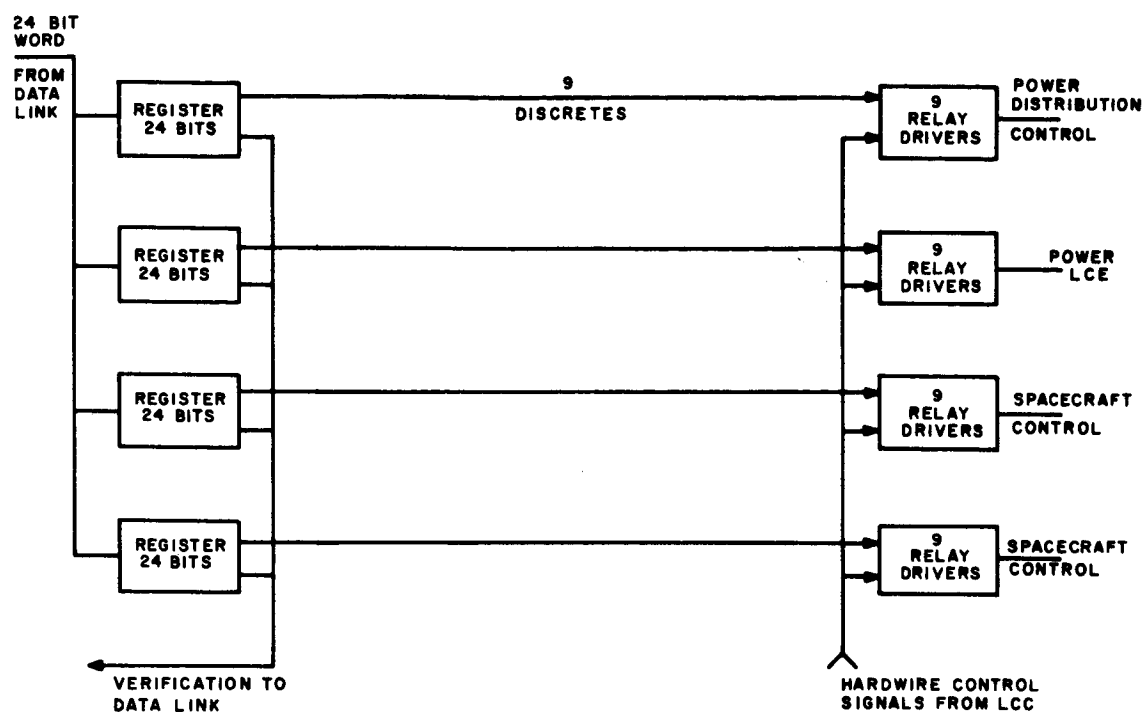 24 BIT
WORD
FROM
DATA
LINK
REGISTER
24 BITS
9
DISCRETES
9
RELAY
DRIVERS
POWER
DISTRIBUTION
CONTROL
REGISTER
24 BITS
9
RELAY
DRIVERS
POWER
LCE
REGISTER
24 BITS
9
RELAY
DRIVERS
SPACECRAFT
CONTROL
REGISTER
24 BITS
9
RELAY
DRIVERS
SPACECRAFT
CONTROL
VERIFICATION TO
DATA LINK
HARDWIRE CONTROL
SIGNALS FROM LCC